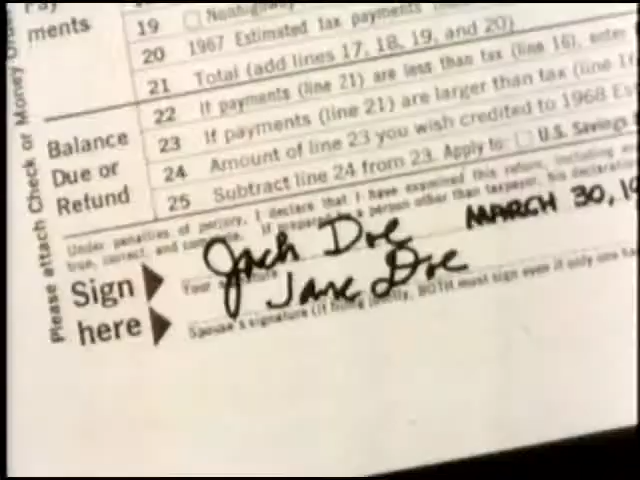 Pay
ments
19 Nonhighway
20 1967 Estimated tax payments
21 Total (add lines 17, 18, 19, and 20)
Balance
Due or
Refund
22 If payments (line 21) are less than tax (line 16), enter
23 If payments (line 21) are larger than tax (line
24 Amount of line 23 you wish credited to 1968 Es
25 Subtract line 24 from 23. Apply to: U.S. Savings
Under penalties of perjury, I declare that I have examined this return, including
true, correct, and complete. If prepared by a person other than taxpayer, his declaration
Please attach Check or Money Order
Sign
here
Jack Doe MARCH 30, 19
Your signature
Jane Doe
Spouse's signature (if filing jointly, BOTH must sign even if only one ha